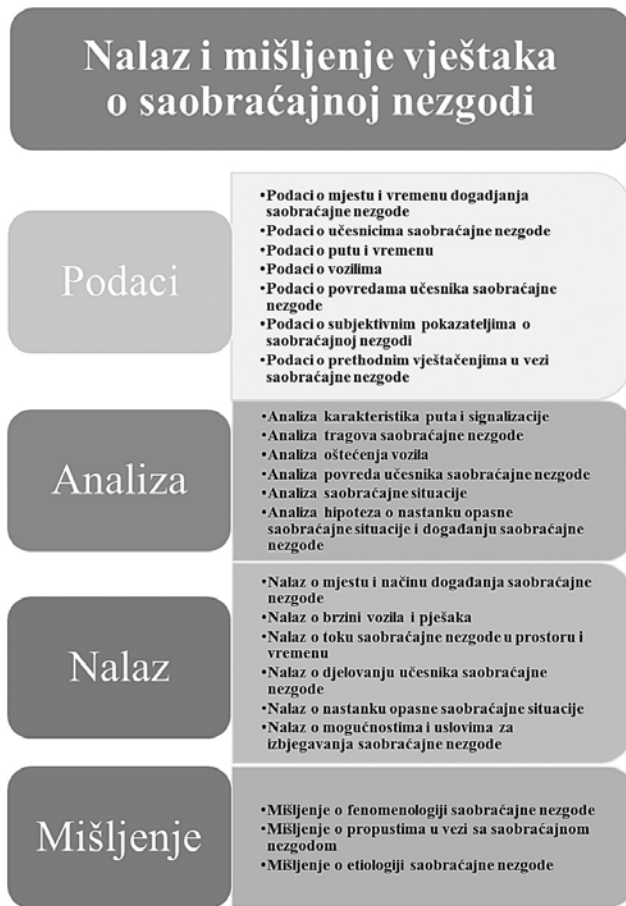 Nalaz i mišljenje vještaka
o saobraćajnoj nezgodi
Podaci
•Podaci o mjestu i vremenu dogadjanja
saobraćajne nezgode
•Podaci o učesnicima saobraćajne nezgode
•Podaci o putu i vremenu
•Podaci o vozilima
•Podaci o povredama učesnika saobraćajne
nezgode
•Podaci o subjektivnim pokazateljima o
saobraćajnoj nezgodi
•Podaci o prethodnim vještačenjima u vezi
saobraćajne nezgode
Analiza
•Analiza karakteristika puta i signalizacije
•Analiza tragova saobraćajne nezgode
•Analiza oštećenja vozila
•Analiza povreda učesnika saobraćajne nezgode
•Analiza saobraćajne situacije
•Analiza hipoteza o nastanku opasne
saobraćajne situacije i događanju saobraćajne
nezgode
Nalaz
•Nalaz o mjestu i načinu događanja saobraćajne
nezgode
•Nalaz o brzini vozila i pješaka
•Nalaz o toku saobraćajne nezgode u prostoru i
vremenu
•Nalaz o djelovanju učesnika saobraćajne
nezgode
•Nalaz o nastanku opasne saobraćajne situacije
•Nalaz o mogućnostima i uslovima za
izbjegavanja saobraćajne nezgode
Mišljenje
•Mišljenje o fenomenologiji saobraćajne nezgode
•Mišljenje o propustima u vezi sa saobraćajnom
nezgodom
•Mišljenje o etiologiji saobraćajne nezgode